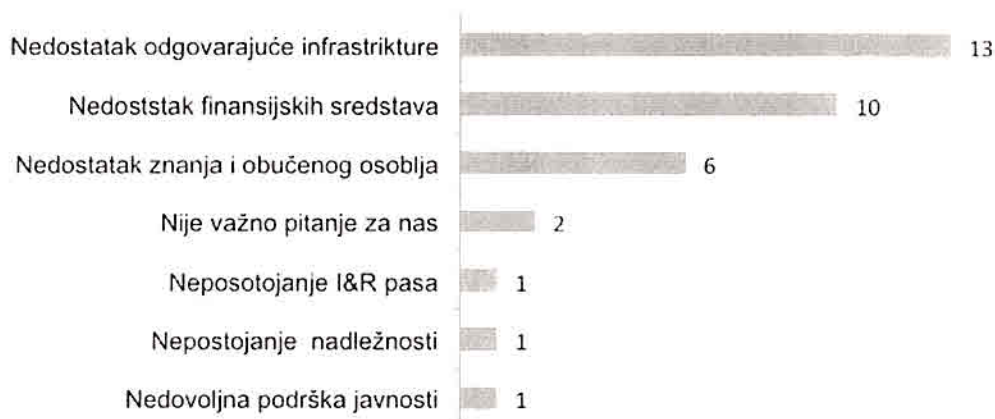 Nedostatak odgovarajuće infrastrikture 13
Nedoststak finansijskih sredstava 10
Nedostatak znanja i obučenog osoblja 6
Nije važno pitanje za nas 2
Neposotojanje I&R pasa 1
Nepostojanje nadležnosti 1
Nedovoljna podrška javnosti 1